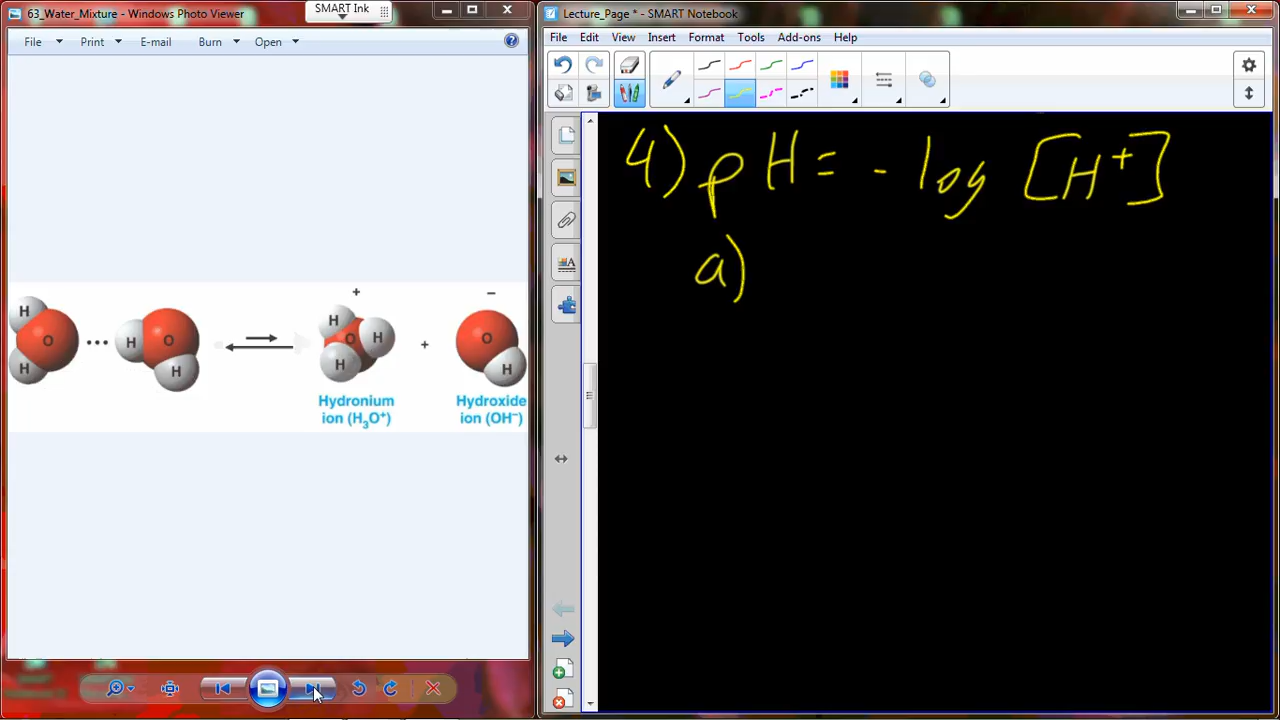 63_Water_Mixture - Windows Photo Viewer
SMART Ink
File Print E-mail Burn Open
H
O
H
H
O
H
+
H
O
H
H
+
−
O
H
Hydronium
ion (H₃O⁺)
Hydroxide
ion (OH⁻)
Lecture_Page * - SMART Notebook
File Edit View Insert Format Tools Add-ons Help
4) pH = - log [H⁺]
a)